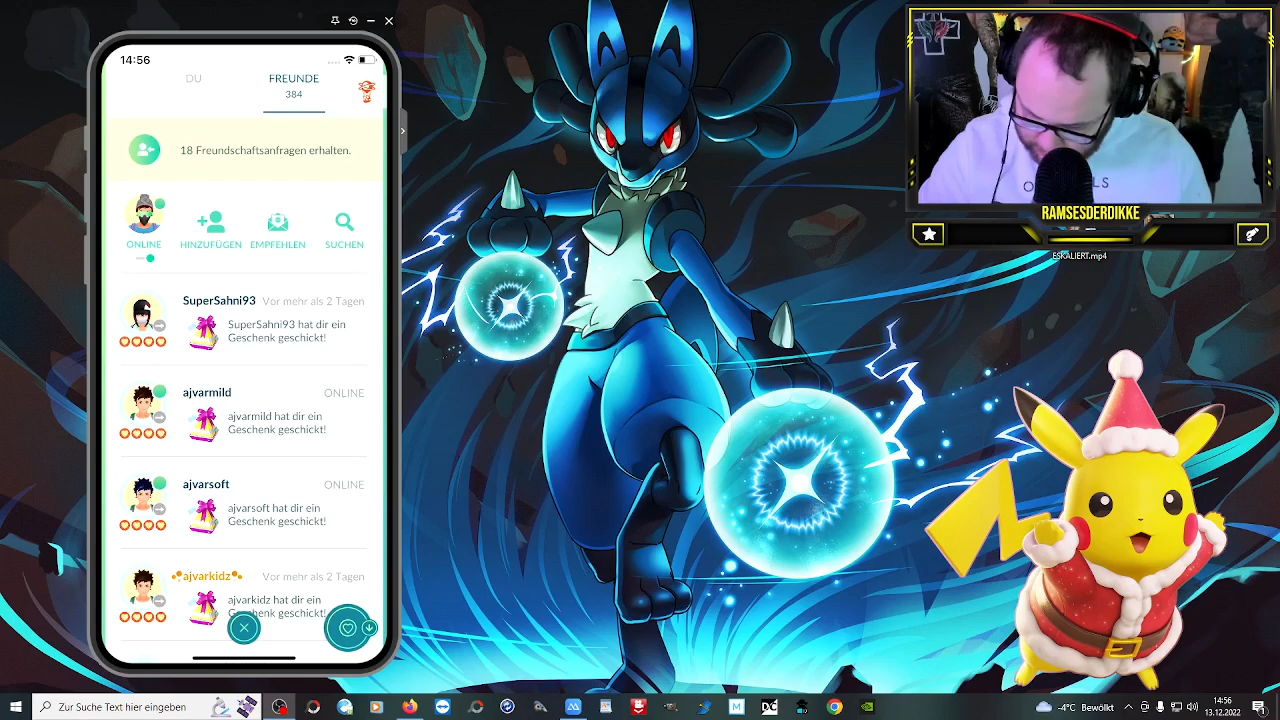 14:56
DU
FREUNDE
384
18 Freundschaftsanfragen erhalten.
ONLINE
HINZUFÜGEN
EMPFEHLEN
SUCHEN
SuperSahni93
Vor mehr als 2 Tagen
SuperSahni93 hat dir ein
Geschenk geschickt!
ajvarmild
ONLINE
ajvarmild hat dir ein
Geschenk geschickt!
ajvarsoft
ONLINE
ajvarsoft hat dir ein
Geschenk geschickt!
ajvarkidz
Vor mehr als 2 Tagen
ajvarkidz hat dir ein
Geschenk geschickt!
RAMSESDERDIKKE
ESKALIERT.mp4
Zur Suche Text hier eingeben
M
DC
-4°C Bewölkt
14:56
13.12.2022